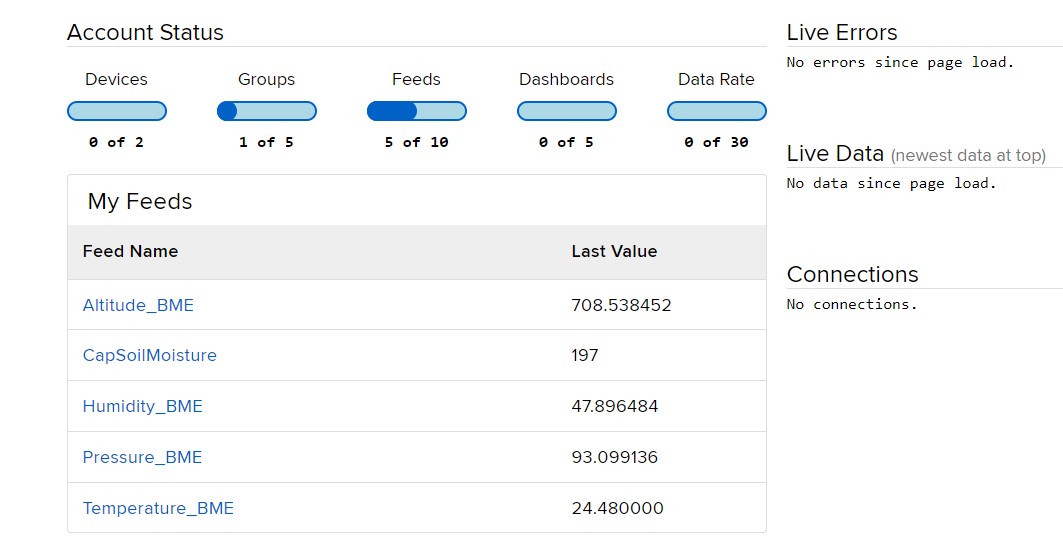 Account Status
Devices Groups Feeds Dashboards Data Rate
0 of 2 1 of 5 5 of 10 0 of 5 0 of 30
My Feeds
Feed Name Last Value
Altitude_BME 708.538452
CapSoilMoisture 197
Humidity_BME 47.896484
Pressure_BME 93.099136
Temperature_BME 24.480000
Live Errors
No errors since page load.
Live Data (newest data at top)
No data since page load.
Connections
No connections.